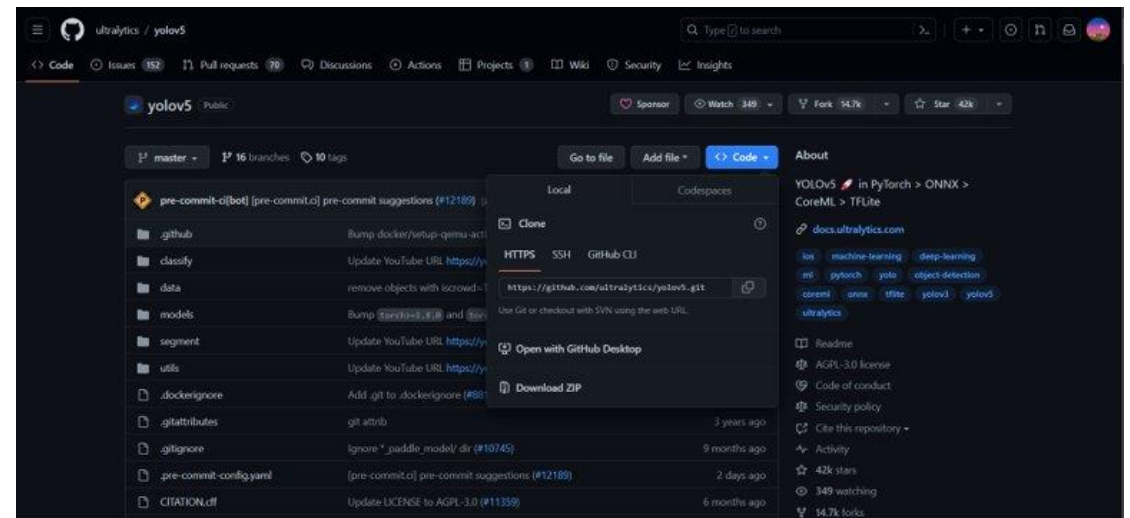 ultralytics / yolov5
Type / to search
Code Issues 152 Pull requests 70 Discussions Actions Projects 1 Wiki Security Insights
yolov5 Public
Sponsor Watch 349 Fork 14.7k Star 42k
master 16 branches 10 tags
Go to file Add file Code
Local Codespaces
Clone
HTTPS SSH GitHub CLI
https://github.com/ultralytics/yolov5.git
Use Git or checkout with SVN using the web URL.
Open with GitHub Desktop
Download ZIP
pre-commit-ci[bot] [pre-commit.ci] pre-commit suggestions (#12189)
.github Bump docker/setup-qemu-acti
classify Update YouTube URL https://y
data remove objects with iscrowd=
models Bump and
segment Update YouTube URL https://y
utils Update YouTube URL https://y
.dockerignore Add .git to .dockerignore
.gitattributes git attrib 3 years ago
.gitignore Ignore *_paddle_model/ dir (#10745) 9 months ago
.pre-commit-config.yaml [pre-commit.ci] pre-commit suggestions (#12189) 2 days ago
CITATION.cff Update LICENSE to AGPL-3.0 (#11359) 6 months ago
About
YOLOv5 🚀 in PyTorch > ONNX >
CoreML > TFLite
docs.ultralytics.com
ios machine-learning deep-learning
ml pytorch yolo object-detection
coreml onnx tflite yolov3 yolov5
ultralytics
Readme
AGPL-3.0 license
Code of conduct
Security policy
Cite this repository
Activity
42k stars
349 watching
14.7k forks